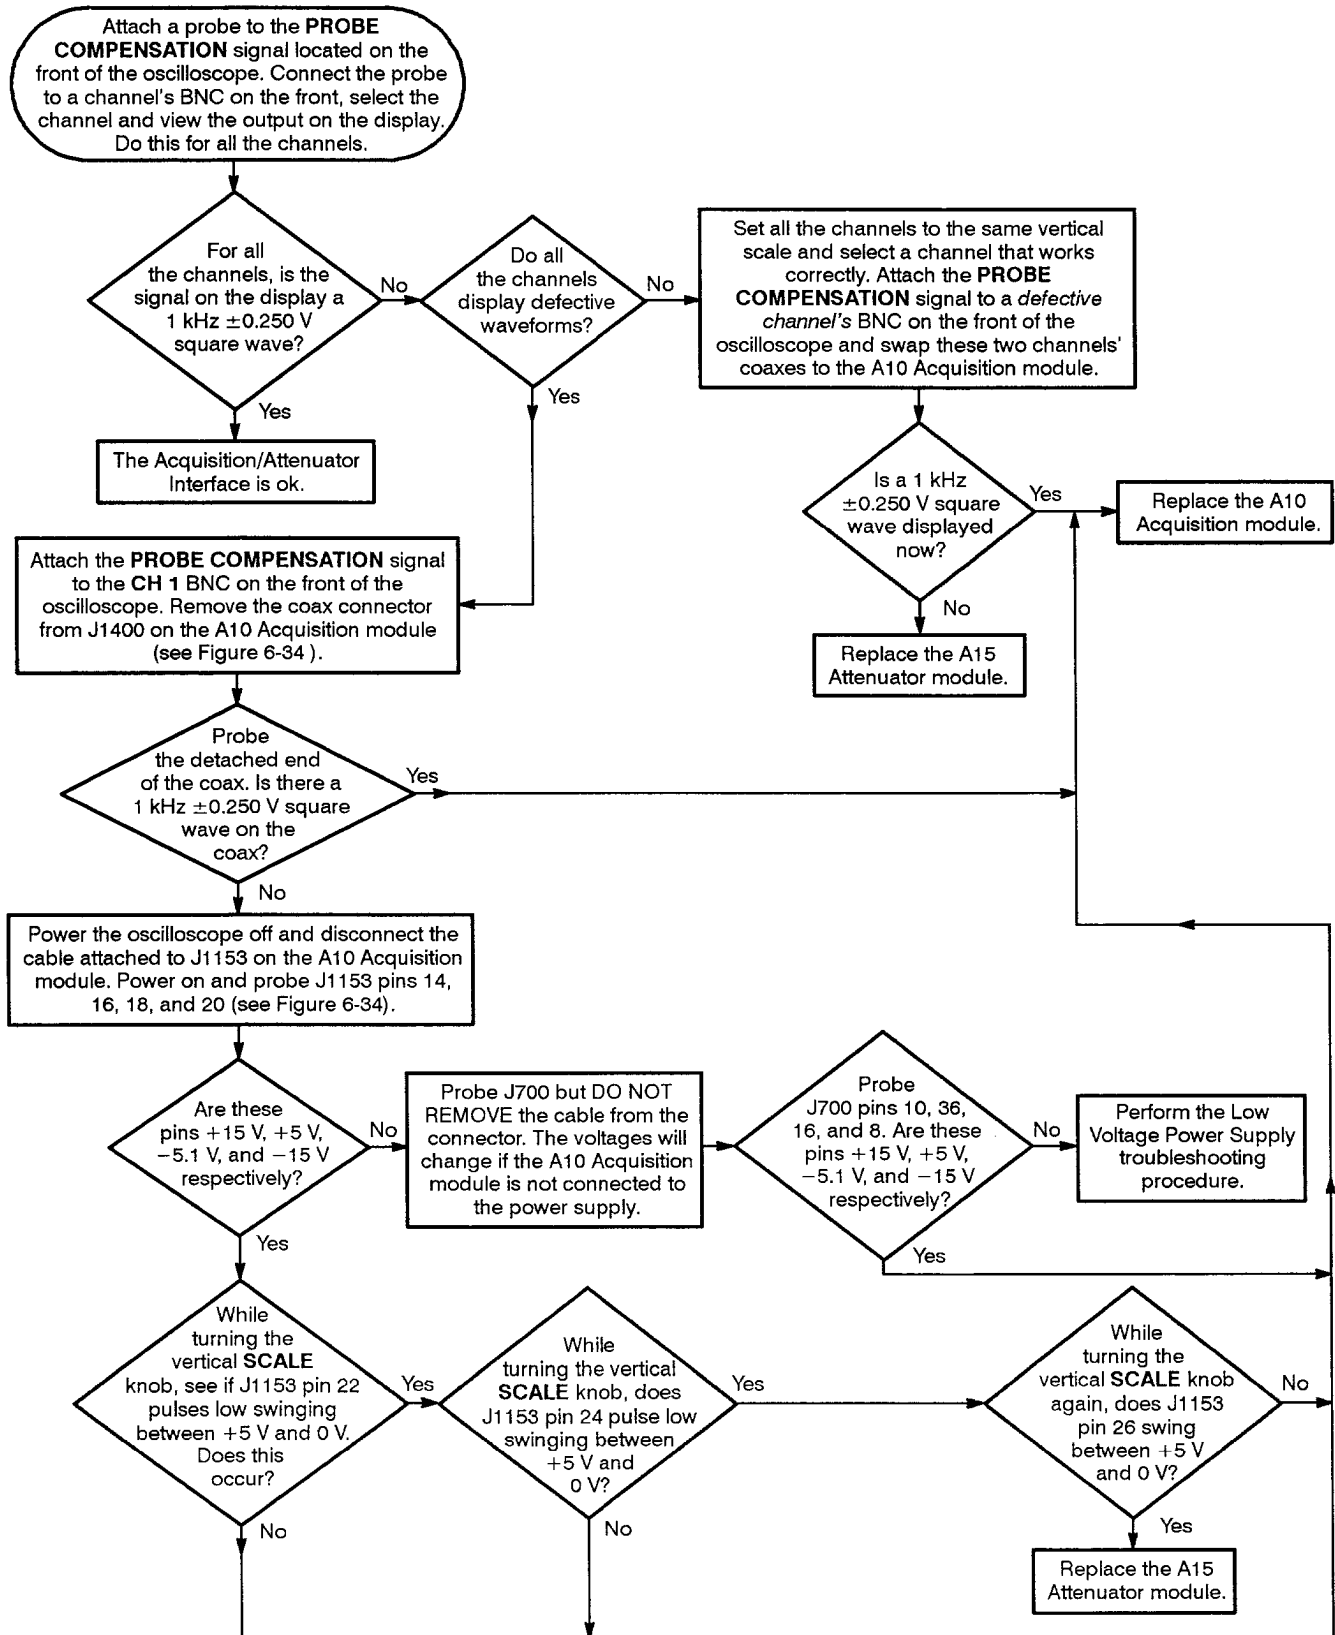 Attach a probe to the PROBE
COMPENSATION signal located on the
front of the oscilloscope. Connect the probe
to a channel's BNC on the front, select the
channel and view the output on the display.
Do this for all the channels.
For all
the channels, is the
signal on the display a
1 kHz ±0.250 V
square wave?
No
Yes
The Acquisition/Attenuator
Interface is ok.
Do all
the channels
display defective
waveforms?
No
Yes
Set all the channels to the same vertical
scale and select a channel that works
correctly. Attach the PROBE
COMPENSATION signal to a defective
channel's BNC on the front of the
oscilloscope and swap these two channels'
coaxes to the A10 Acquisition module.
Is a 1 kHz
±0.250 V square
wave displayed
now?
Yes
Replace the A10
Acquisition module.
No
Replace the A15
Attenuator module.
Attach the PROBE COMPENSATION signal
to the CH 1 BNC on the front of the
oscilloscope. Remove the coax connector
from J1400 on the A10 Acquisition module
(see Figure 6-34 ).
Probe
the detached end
of the coax. Is there a
1 kHz ±0.250 V square
wave on the
coax?
Yes
No
Power the oscilloscope off and disconnect the
cable attached to J1153 on the A10 Acquisition
module. Power on and probe J1153 pins 14,
16, 18, and 20 (see Figure 6-34).
Are these
pins +15 V, +5 V,
−5.1 V, and −15 V
respectively?
No
Yes
Probe J700 but DO NOT
REMOVE the cable from the
connector. The voltages will
change if the A10 Acquisition
module is not connected to
the power supply.
Probe
J700 pins 10, 36,
16, and 8. Are these
pins +15 V, +5 V,
−5.1 V, and −15 V
respectively?
No
Yes
Perform the Low
Voltage Power Supply
troubleshooting
procedure.
While
turning the
vertical SCALE
knob, see if J1153 pin 22
pulses low swinging
between +5 V and 0 V.
Does this
occur?
Yes
No
While
turning the vertical
SCALE knob, does
J1153 pin 24 pulse low
swinging between
+5 V and
0 V?
Yes
No
While
turning the
vertical SCALE knob
again, does J1153
pin 26 swing
between +5 V
and 0 V?
No
Yes
Replace the A15
Attenuator module.